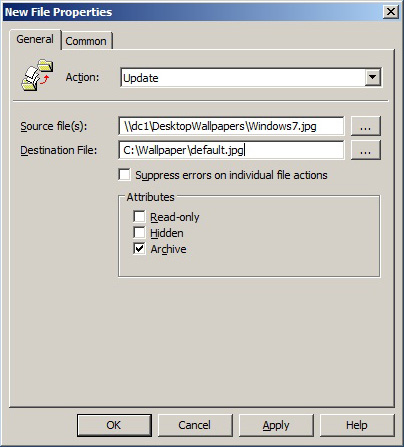 New File Properties
General
Common
Action:
Update
Source file(s):
\\dc1\DesktopWallpapers\Windows7.jpg
...
Destination File:
C:\Wallpaper\default.jpg
...
Suppress errors on individual file actions
Attributes
Read-only
Hidden
Archive
OK
Cancel
Apply
Help